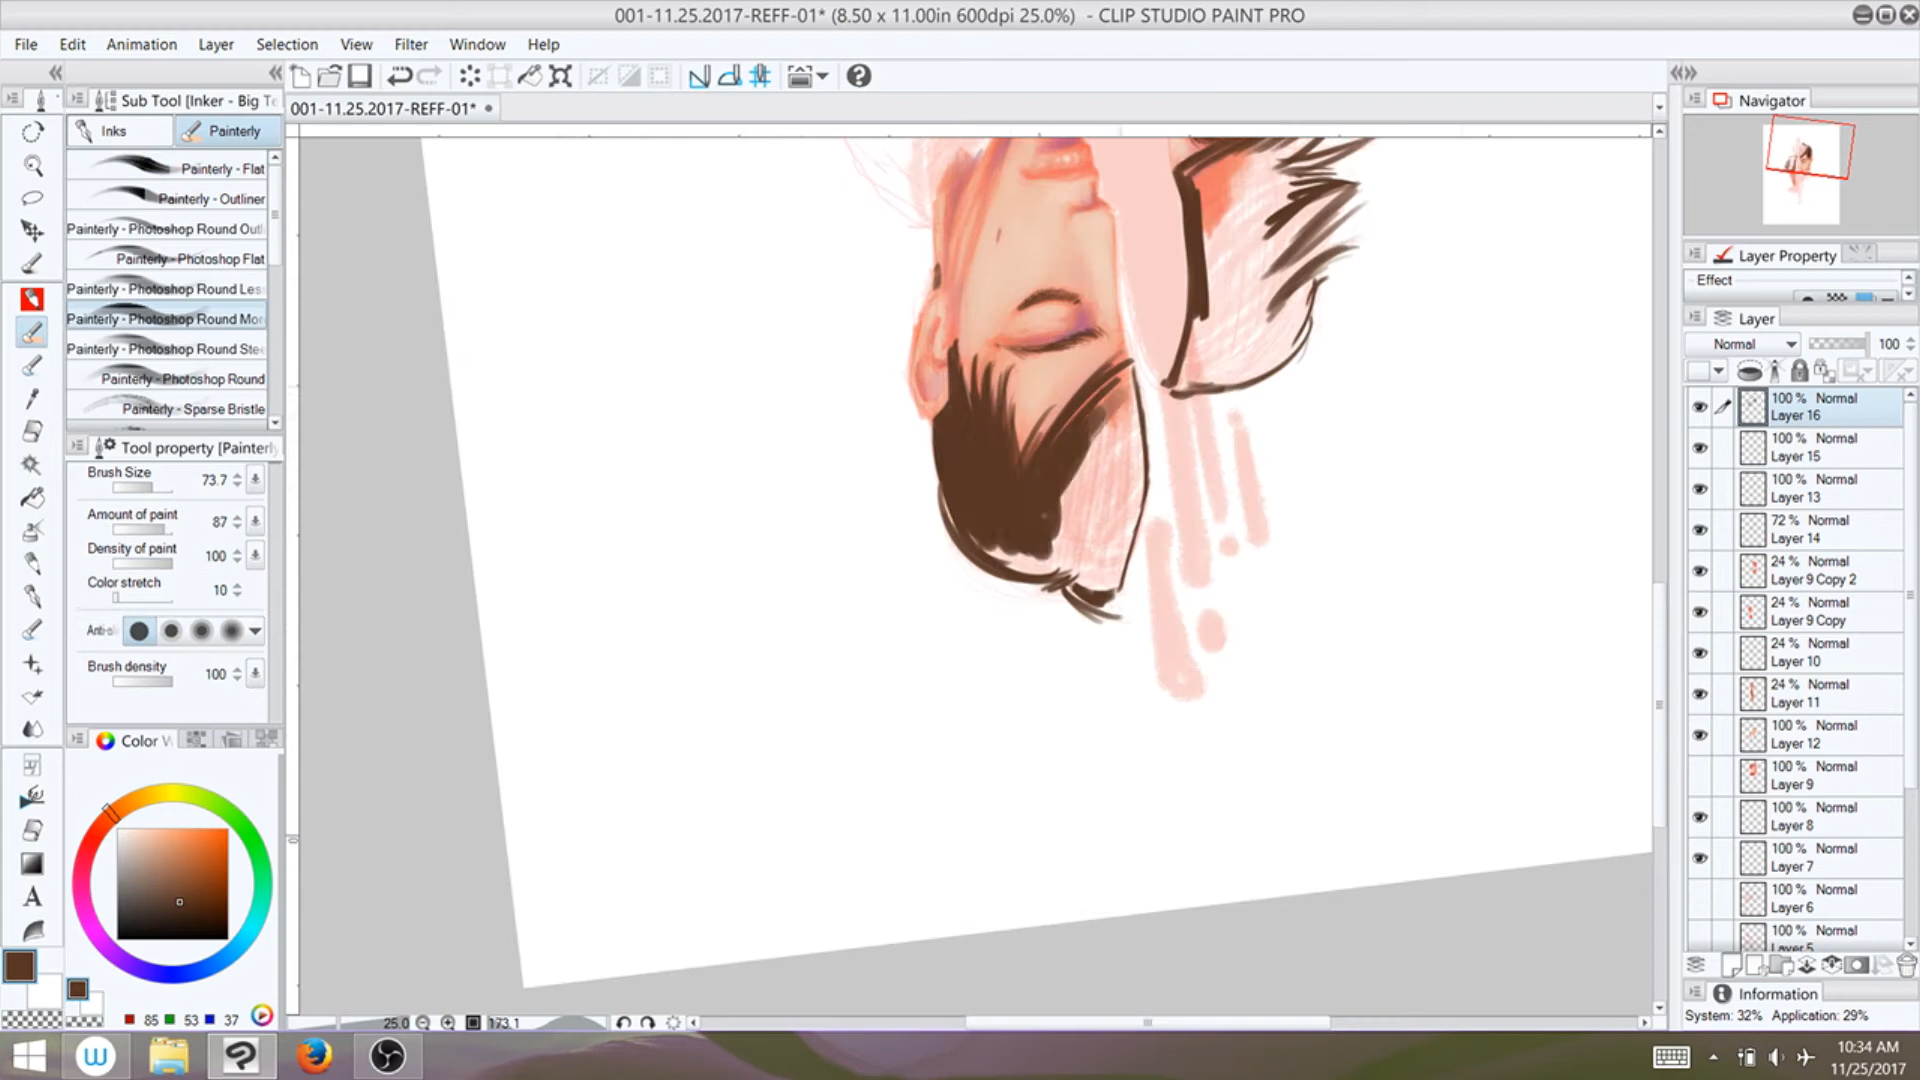 001-11.25.2017-REFF-01* (8.50 x 11.00in 600dpi 25.0%) - CLIP STUDIO PAINT PRO
File Edit Animation Layer Selection View Filter Window Help
Sub Tool [Inker - Big Te
001-11.25.2017-REFF-01*
Inks Painterly
Painterly - Flat
Painterly - Outliner
Painterly - Photoshop Round Outl
Painterly - Photoshop Flat
Painterly - Photoshop Round Les
Painterly - Photoshop Round Mor
Painterly - Photoshop Round Stee
Painterly - Photoshop Round
Painterly - Sparse Bristle
Tool property [Painterly
Brush Size 73.7
Amount of paint 87
Density of paint 100
Color stretch 10
Anti-al
Brush density 100
Color W
85 53 37
25.0 173.1
Navigator
Layer Property
Effect
Layer
Normal 100
100 % Normal
Layer 16
100 % Normal
Layer 15
100 % Normal
Layer 13
72 % Normal
Layer 14
24 % Normal
Layer 9 Copy 2
24 % Normal
Layer 9 Copy
24 % Normal
Layer 10
24 % Normal
Layer 11
100 % Normal
Layer 12
100 % Normal
Layer 9
100 % Normal
Layer 8
100 % Normal
Layer 7
100 % Normal
Layer 6
100 % Normal
Layer 5
Information
System: 32% Application: 29%
10:34 AM
11/25/2017